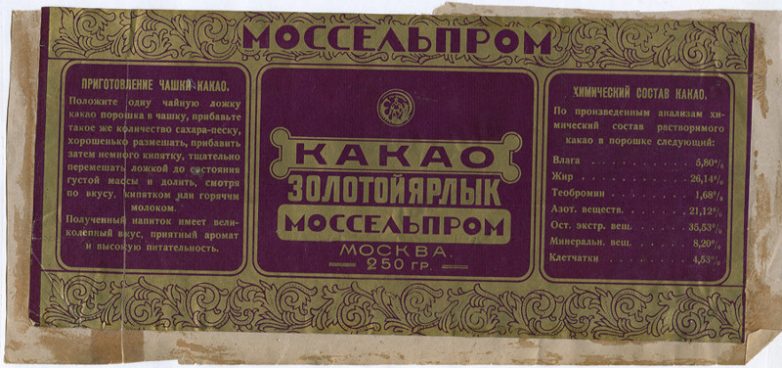 МОССЕЛЬПРОМ
ПРИГОТОВЛЕНИЕ ЧАШКИ КАКАО.
Положите одну чайную ложку
какао порошка в чашку, прибавьте
такое же количество сахара-песку,
хорошенько размешать, прибавить
затем немного кипятку, тщательно
перемешать ложкой до состояния
густой массы и долить, смотря
по вкусу, кипятком или горячим
молоком.
Полученный напиток имеет вели-
колепный вкус, приятный аромат
и высокую питательность.
КАКАО
ЗОЛОТОЙ ЯРЛЫК
МОССЕЛЬПРОМ
МОСКВА.
250 ГР.
ХИМИЧЕСКИЙ СОСТАВ КАКАО.
По произведенным анализам хи-
мический состав растворимого
какао в порошке следующий:
Влага . . . . . . . . . . . 5,80%
Жир . . . . . . . . . . . 26,14%
Теобромин . . . . . . . . 1,68%
Азот. веществ. . . . . . . 21,12%
Ост. экстр. вещ. . . . . . 35,53%
Минеральн. вещ. . . . . . 8,20%
Клетчатки . . . . . . . . 4,53%